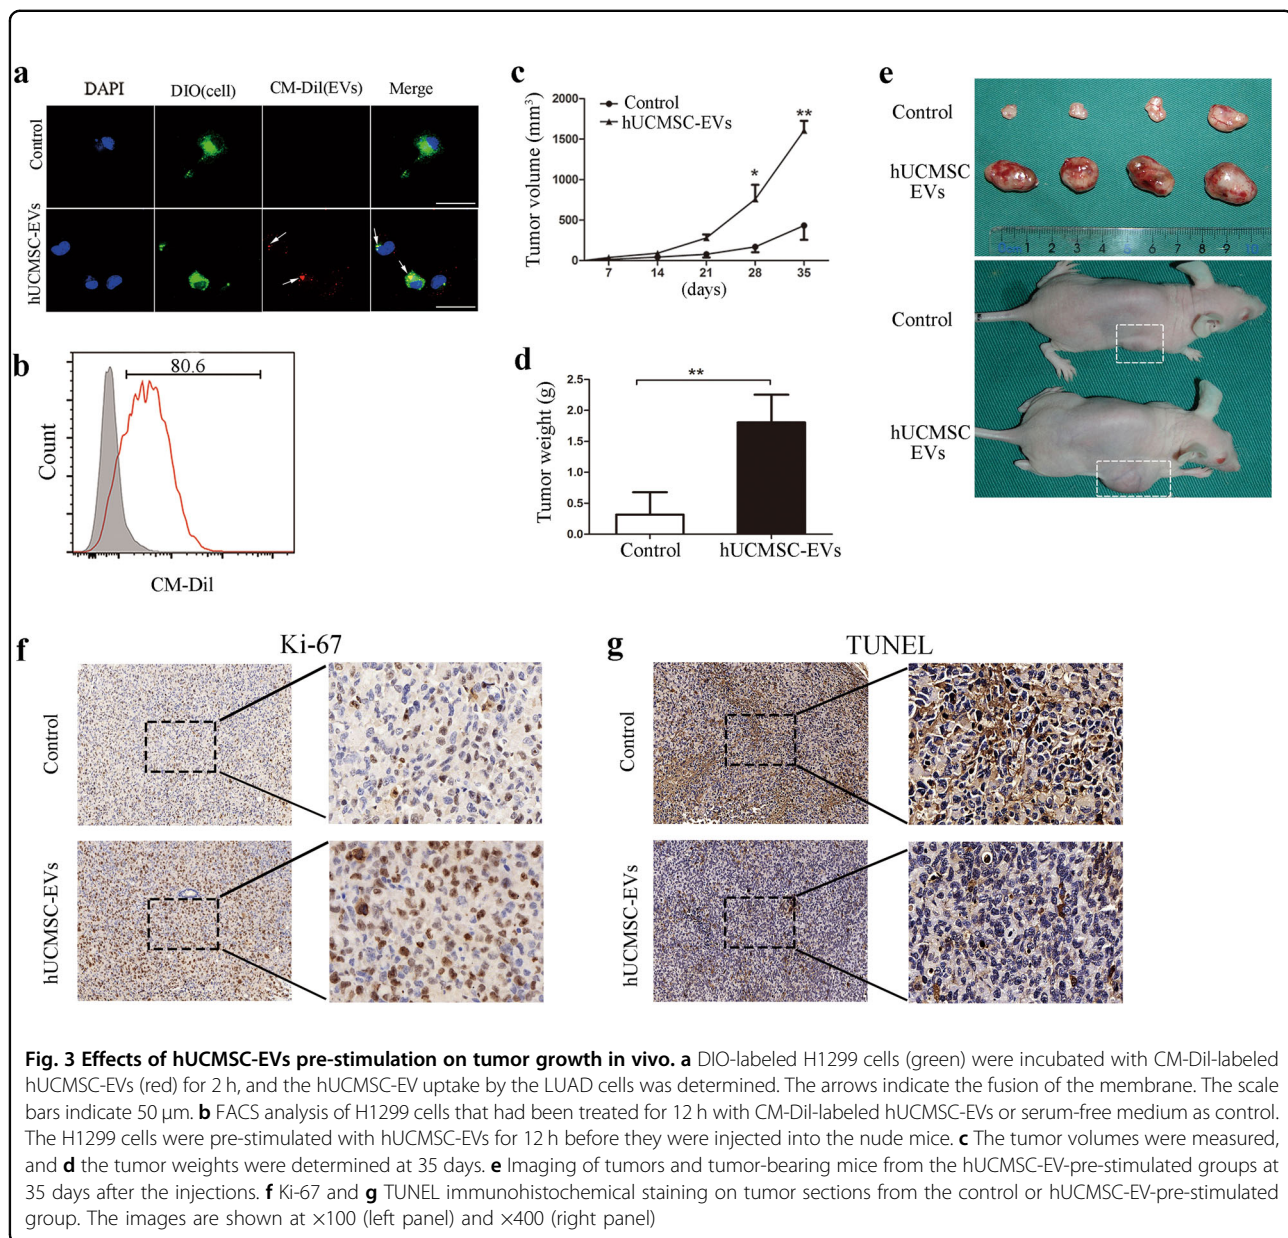 a
DAPI
DIO(cell)
CM-Dil(EVs)
Merge
Control
hUCMSC-EVs
b
80.6
Count
CM-Dil
c
Control
hUCMSC-EVs
Tumor volume (mm³)
2000
1500
1000
500
0
*
**
7 14 21 28 35
(days)
d
**
Tumor weight (g)
2.5
2.0
1.5
1.0
0.5
0.0
Control hUCMSC-EVs
e
Control
hUCMSC
EVs
1 2 3 4 5 6 7 8 9 10
Control
hUCMSC
EVs
f
Ki-67
Control
hUCMSC-EVs
g
TUNEL
Control
hUCMSC-EVs
Fig. 3 Effects of hUCMSC-EVs pre-stimulation on tumor growth in vivo. a DIO-labeled H1299 cells (green) were incubated with CM-Dil-labeled
hUCMSC-EVs (red) for 2 h, and the hUCMSC-EV uptake by the LUAD cells was determined. The arrows indicate the fusion of the membrane. The scale
bars indicate 50 μm. b FACS analysis of H1299 cells that had been treated for 12 h with CM-Dil-labeled hUCMSC-EVs or serum-free medium as control.
The H1299 cells were pre-stimulated with hUCMSC-EVs for 12 h before they were injected into the nude mice. c The tumor volumes were measured,
and d the tumor weights were determined at 35 days. e Imaging of tumors and tumor-bearing mice from the hUCMSC-EV-pre-stimulated groups at
35 days after the injections. f Ki-67 and g TUNEL immunohistochemical staining on tumor sections from the control or hUCMSC-EV-pre-stimulated
group. The images are shown at ×100 (left panel) and ×400 (right panel)